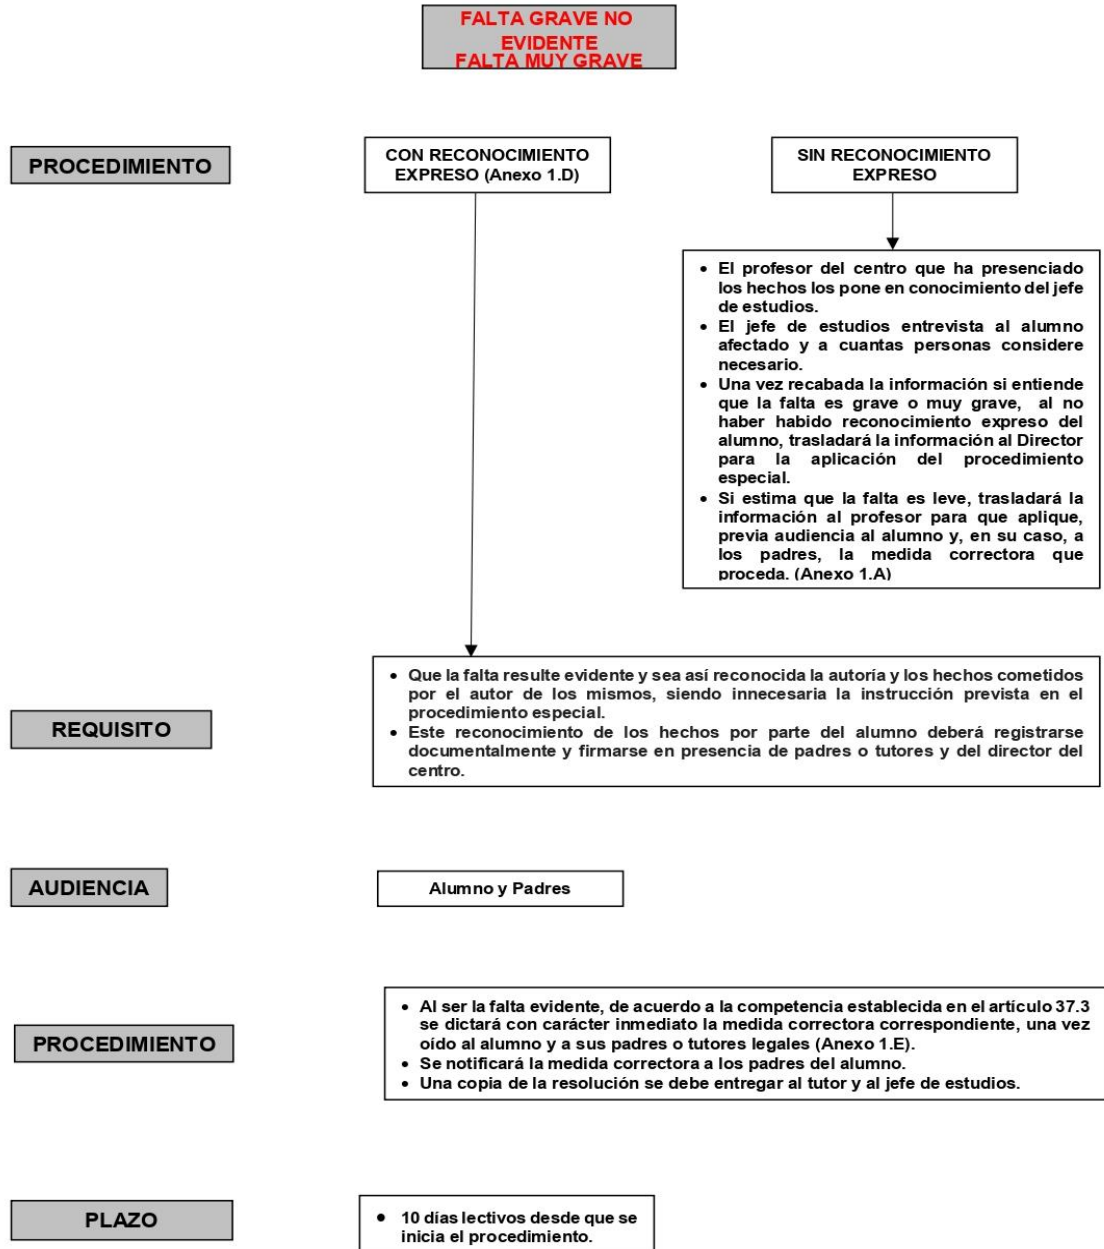 FALTA GRAVE NO
EVIDENTE
FALTA MUY GRAVE
PROCEDIMIENTO
CON RECONOCIMIENTO
EXPRESO (Anexo 1.D)
SIN RECONOCIMIENTO
EXPRESO
• El profesor del centro que ha presenciado
los hechos los pone en conocimiento del jefe
de estudios.
• El jefe de estudios entrevista al alumno
afectado y a cuantas personas considere
necesario.
• Una vez recabada la información si entiende
que la falta es grave o muy grave, al no
haber habido reconocimiento expreso del
alumno, trasladará la información al Director
para la aplicación del procedimiento
especial.
• Si estima que la falta es leve, trasladará la
información al profesor para que aplique,
previa audiencia al alumno y, en su caso, a
los padres, la medida correctora que
proceda. (Anexo 1.A)
REQUISITO
• Que la falta resulte evidente y sea así reconocida la autoría y los hechos cometidos
por el autor de los mismos, siendo innecesaria la instrucción prevista en el
procedimiento especial.
• Este reconocimiento de los hechos por parte del alumno deberá registrarse
documentalmente y firmarse en presencia de padres o tutores y del director del
centro.
AUDIENCIA
Alumno y Padres
PROCEDIMIENTO
• Al ser la falta evidente, de acuerdo a la competencia establecida en el artículo 37.3
se dictará con carácter inmediato la medida correctora correspondiente, una vez
oído al alumno y a sus padres o tutores legales (Anexo 1.E).
• Se notificará la medida correctora a los padres del alumno.
• Una copia de la resolución se debe entregar al tutor y al jefe de estudios.
PLAZO
• 10 días lectivos desde que se
inicia el procedimiento.